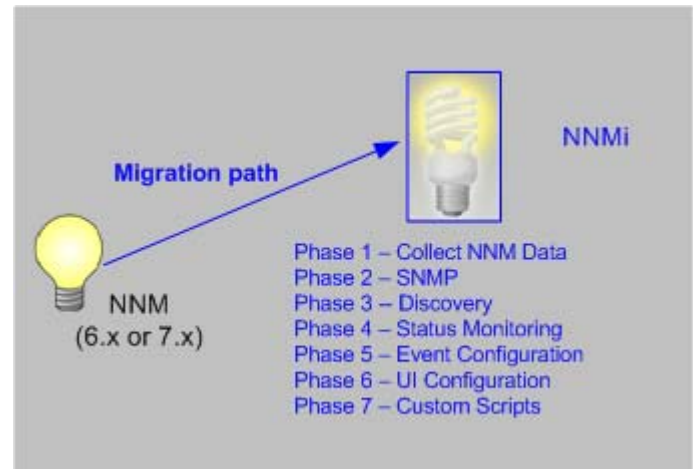 NNMi
Migration path
NNM
(6.x or 7.x)
Phase 1 – Collect NNM Data
Phase 2 – SNMP
Phase 3 – Discovery
Phase 4 – Status Monitoring
Phase 5 – Event Configuration
Phase 6 – UI Configuration
Phase 7 – Custom Scripts